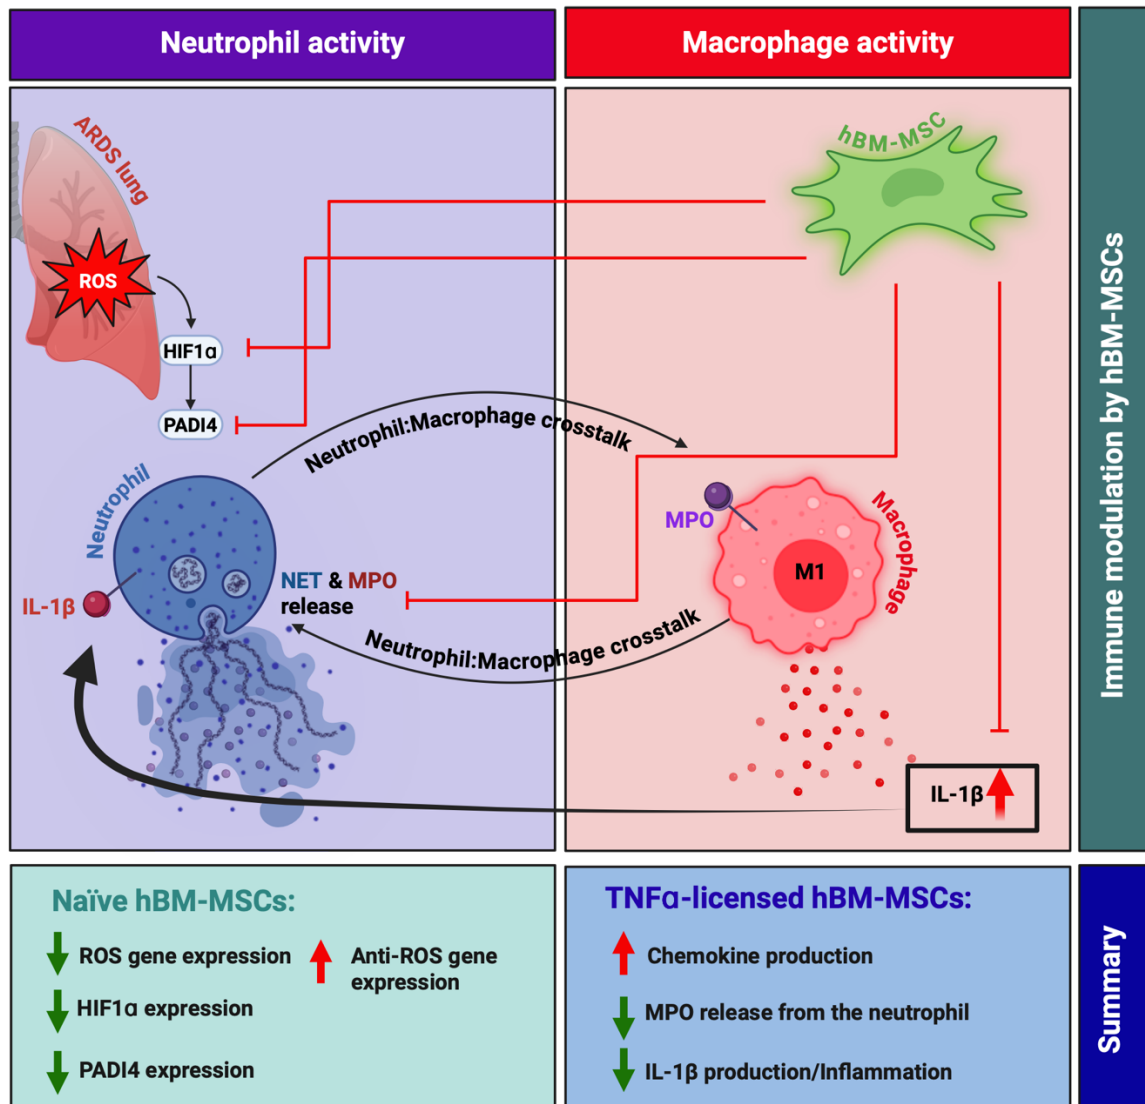 Neutrophil activity
Macrophage activity
ARDS lung
ROS
HIF1α
PADI4
hBM-MSC
Immune modulation by hBM-MSCs
Neutrophil:Macrophage crosstalk
Neutrophil
IL-1β
NET & MPO
release
MPO
M1
Macrophage
Neutrophil:Macrophage crosstalk
IL-1β
Naïve hBM-MSCs:
ROS gene expression
Anti-ROS gene
expression
HIF1α expression
PADI4 expression
TNFα-licensed hBM-MSCs:
Chemokine production
MPO release from the neutrophil
IL-1β production/Inflammation
Summary